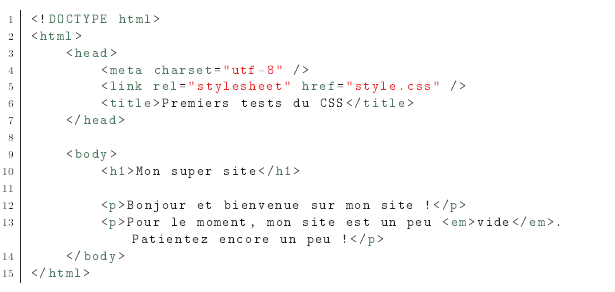 1 <!DOCTYPE html>
2 <html>
3 <head>
4 <meta charset="utf-8" />
5 <link rel="stylesheet" href="style.css" />
6 <title>Premiers tests du CSS</title>
7 </head>
8
9 <body>
10 <h1>Mon super site</h1>
11
12 <p>Bonjour et bienvenue sur mon site !</p>
13 <p>Pour le moment, mon site est un peu <em>vide</em>.
Patientez encore un peu !</p>
14 </body>
15 </html>